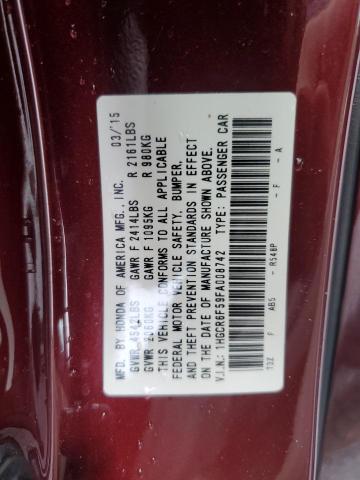 MFD. BY HONDA OF AMERICA MFG., INC. 03/'15
GVWR 4542LBS GAWR F 2414LBS R 2161LBS
GVWR 2060KG GAWR F 1095KG R 980KG
THIS VEHICLE CONFORMS TO ALL APPLICABLE
FEDERAL MOTOR VEHICLE SAFETY, BUMPER,
AND THEFT PREVENTION STANDARDS IN EFFECT
ON THE DATE OF MANUFACTURE SHOWN ABOVE.
V.I.N.: 1HGCR6F59FA008742 TYPE: PASSENGER CAR
F AB5 - R548P - F - A